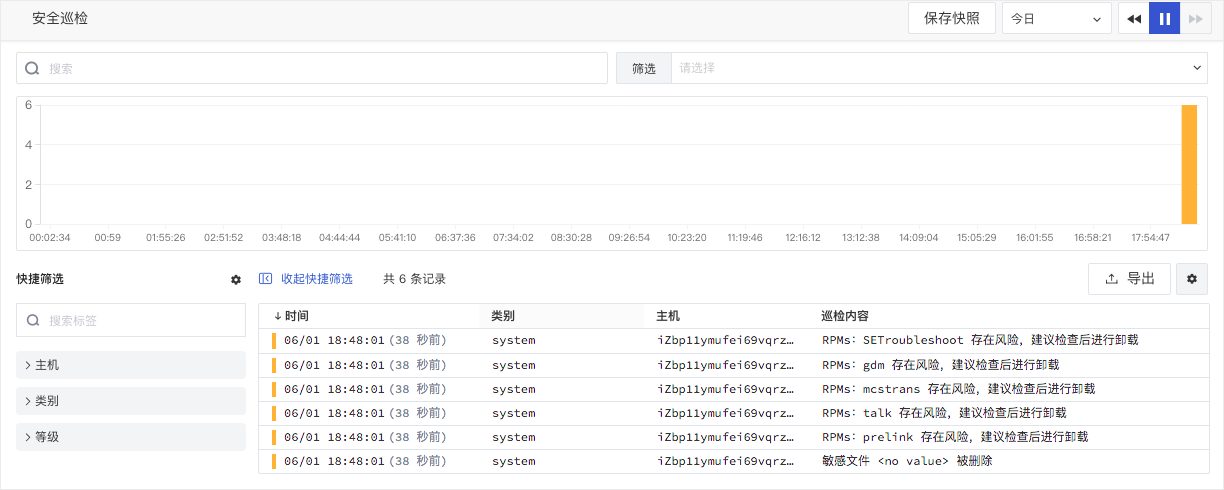 安全巡检 保存快照 今日
搜索 筛选 请选择
6
4
2
0
00:02:34 00:59 01:55:26 02:51:52 03:48:18 04:44:44 05:41:10 06:37:36 07:34:02 08:30:28 09:26:54 10:23:20 11:19:46 12:16:12 13:12:38 14:09:04 15:05:29 16:01:55 16:58:21 17:54:47
快捷筛选 收起快捷筛选 共 6 条记录 导出
搜索标签
主机
类别
等级
时间 类别 主机 巡检内容
06/01 18:48:01 (38 秒前) system iZbp11ymufei69vqrz… RPMs: SETroubleshoot 存在风险, 建议检查后进行卸载
06/01 18:48:01 (38 秒前) system iZbp11ymufei69vqrz… RPMs: gdm 存在风险, 建议检查后进行卸载
06/01 18:48:01 (38 秒前) system iZbp11ymufei69vqrz… RPMs: mcstrans 存在风险, 建议检查后进行卸载
06/01 18:48:01 (38 秒前) system iZbp11ymufei69vqrz… RPMs: talk 存在风险, 建议检查后进行卸载
06/01 18:48:01 (38 秒前) system iZbp11ymufei69vqrz… RPMs: prelink 存在风险, 建议检查后进行卸载
06/01 18:48:01 (38 秒前) system iZbp11ymufei69vqrz… 敏感文件 <no value> 被删除